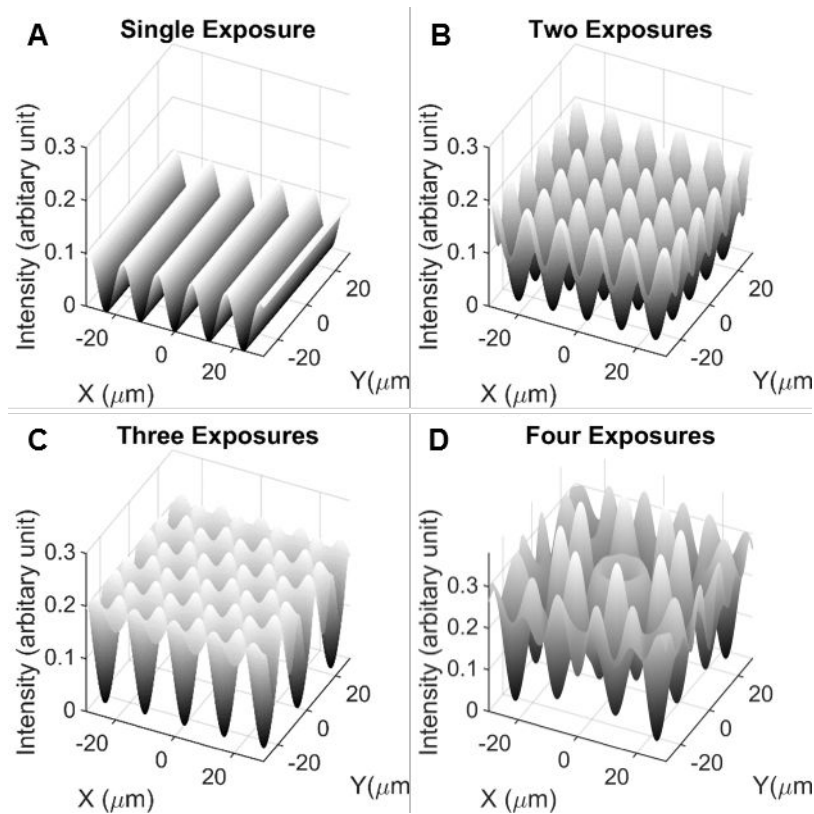 A
Single Exposure
Intensity (arbitary unit)
0.3
0.2
0.1
0
-20
0
20
X (μm)
20
0
-20
Y(μm
B
Two Exposures
Intensity (arbitary unit)
0.3
0.2
0.1
0
-20
0
20
X (μm)
20
0
-20
Y(μm
C
Three Exposures
Intensity (arbitary unit)
0.3
0.2
0.1
0
-20
0
20
X (μm)
20
0
-20
Y(μm
D
Four Exposures
Intensity (arbitary unit)
0.3
0.2
0.1
0
-20
0
20
X (μm)
20
0
-20
Y(μm